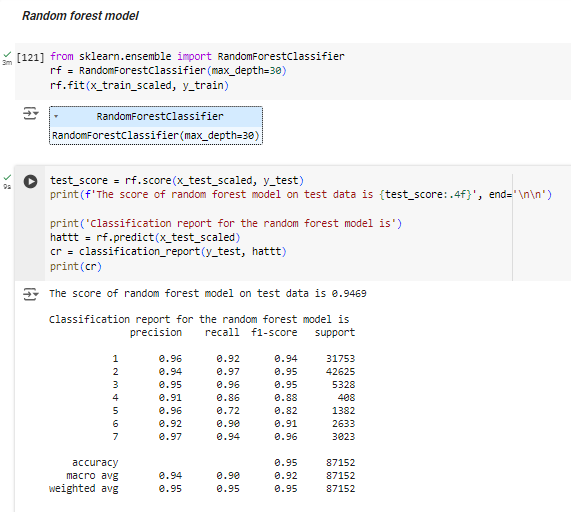 Random forest model
[121] from sklearn.ensemble import RandomForestClassifier
3m
rf = RandomForestClassifier(max_depth=30)
rf.fit(x_train_scaled, y_train)
RandomForestClassifier
RandomForestClassifier(max_depth=30)
9s
test_score = rf.score(x_test_scaled, y_test)
print(f'The score of random forest model on test data is {test_score:.4f}', end='\n\n')
print('Classification report for the random forest model is')
hattt = rf.predict(x_test_scaled)
cr = classification_report(y_test, hattt)
print(cr)
The score of random forest model on test data is 0.9469
Classification report for the random forest model is
precision recall f1-score support
1 0.96 0.92 0.94 31753
2 0.94 0.97 0.95 42625
3 0.95 0.96 0.95 5328
4 0.91 0.86 0.88 408
5 0.96 0.72 0.82 1382
6 0.92 0.90 0.91 2633
7 0.97 0.94 0.96 3023
accuracy 0.95 87152
macro avg 0.94 0.90 0.92 87152
weighted avg 0.95 0.95 0.95 87152